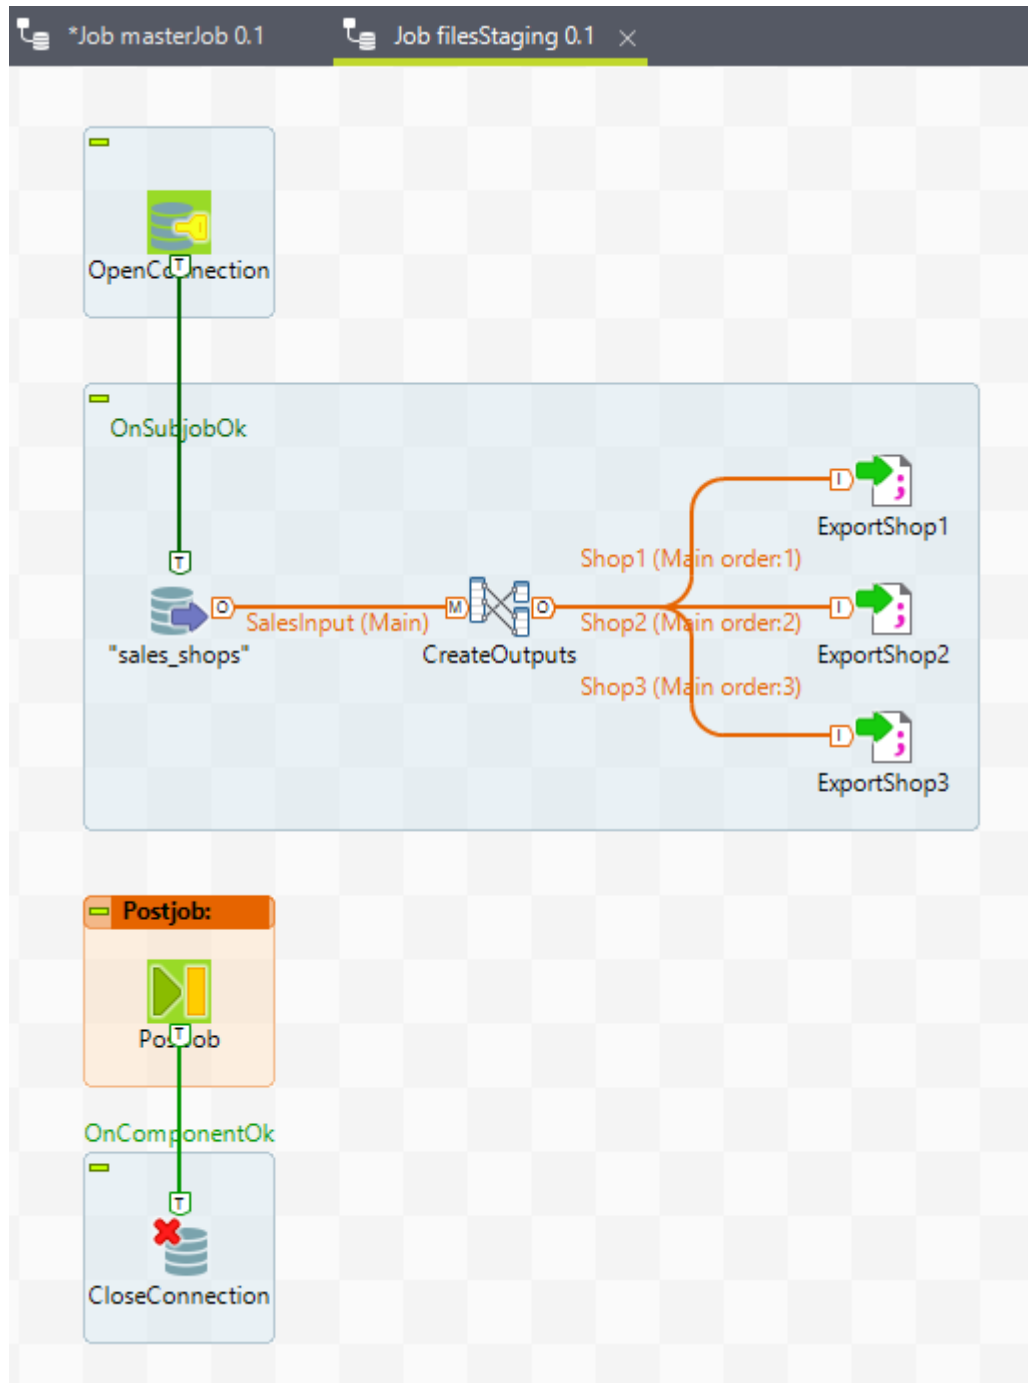 *Job masterJob 0.1
Job filesStaging 0.1
T
OpenConnection
OnSubjobOk
T
I
ExportShop1
Shop1 (Main order:1)
O
SalesInput (Main)
M
O
Shop2 (Main order:2)
I
"sales_shops"
CreateOutputs
ExportShop2
Shop3 (Main order:3)
I
ExportShop3
Postjob:
T
PostJob
OnComponentOk
T
CloseConnection